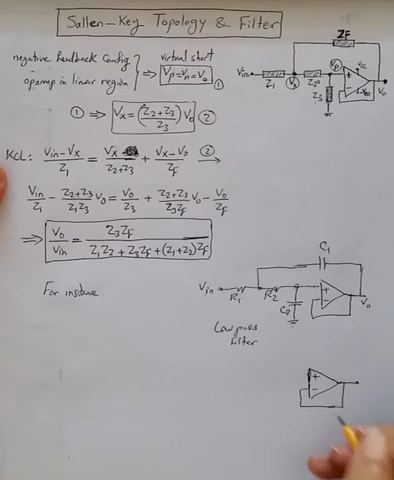 Sallen-Key Topology & Filter
negative feedback config
opamp in linear region
⇒ virtual short
Vp=Vn=Vo ①
ZF
Vin
Z1
Vx
Z2
Vp
Z3
Vo
① ⇒ Vx = (Z2+Z3 / Z3) Vo ②
KCL: Vin-Vx / Z1 = Vx / Z2+Z3 + Vx-Vo / ZF ②→
Vin / Z1 - Z2+Z3 / Z1Z3 Vo = Vo / Z3 + Z2+Z3 / Z3ZF Vo - Vo / ZF
⇒ Vo / Vin = Z3ZF / Z1Z2+Z3ZF+(Z1+Z2)ZF
For instance
C1
Vin
R1
R2
C2
Vo
Low pass
filter